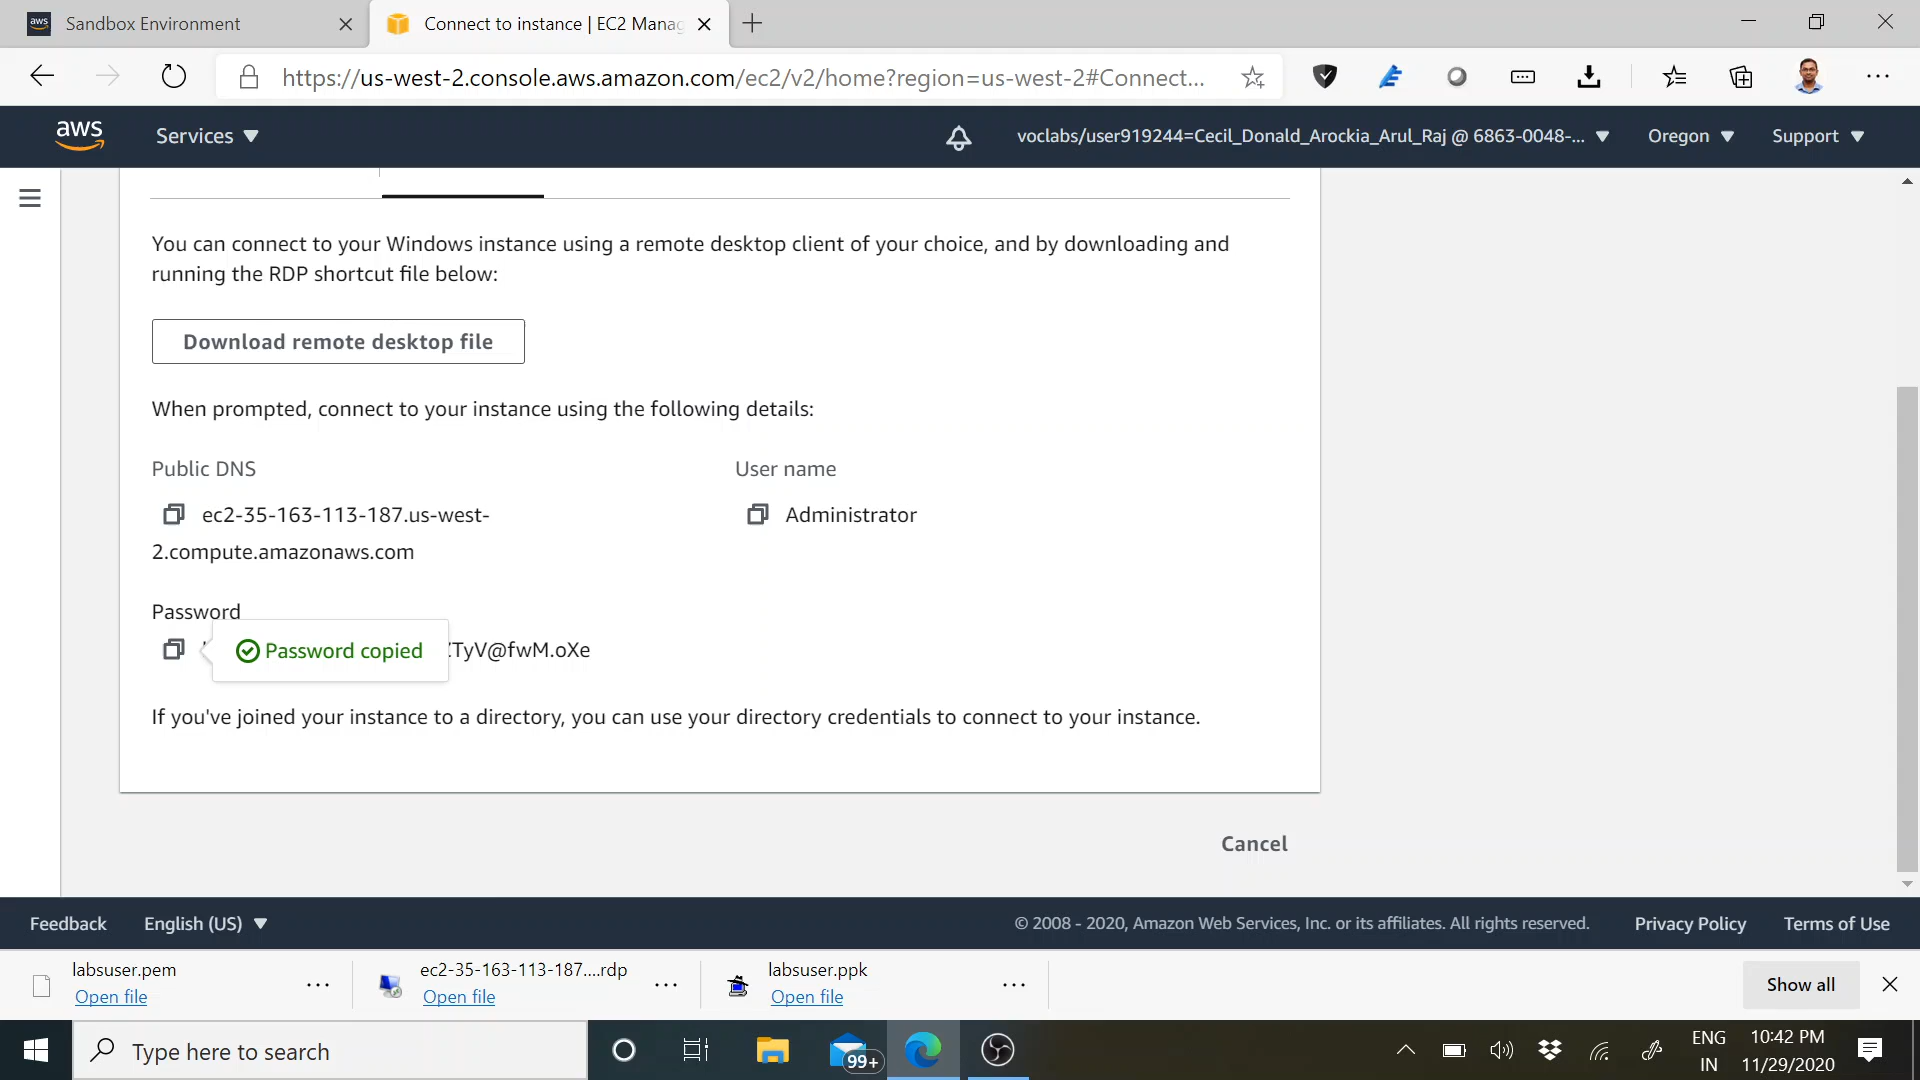 aws Sandbox Environment
Connect to instance | EC2 Manag
https://us-west-2.console.aws.amazon.com/ec2/v2/home?region=us-west-2#Connect...
aws Services voclabs/user919244=Cecil_Donald_Arockia_Arul_Raj @ 6863-0048-... Oregon Support
You can connect to your Windows instance using a remote desktop client of your choice, and by downloading and
running the RDP shortcut file below:
Download remote desktop file
When prompted, connect to your instance using the following details:
Public DNS User name
ec2-35-163-113-187.us-west- Administrator
2.compute.amazonaws.com
Password
Password copied TyV@fwM.oXe
If you've joined your instance to a directory, you can use your directory credentials to connect to your instance.
Cancel
Feedback English (US) © 2008 - 2020, Amazon Web Services, Inc. or its affiliates. All rights reserved. Privacy Policy Terms of Use
labsuser.pem ec2-35-163-113-187....rdp labsuser.ppk
Open file Open file Open file Show all
Type here to search 99+ ENG 10:42 PM
IN 11/29/2020